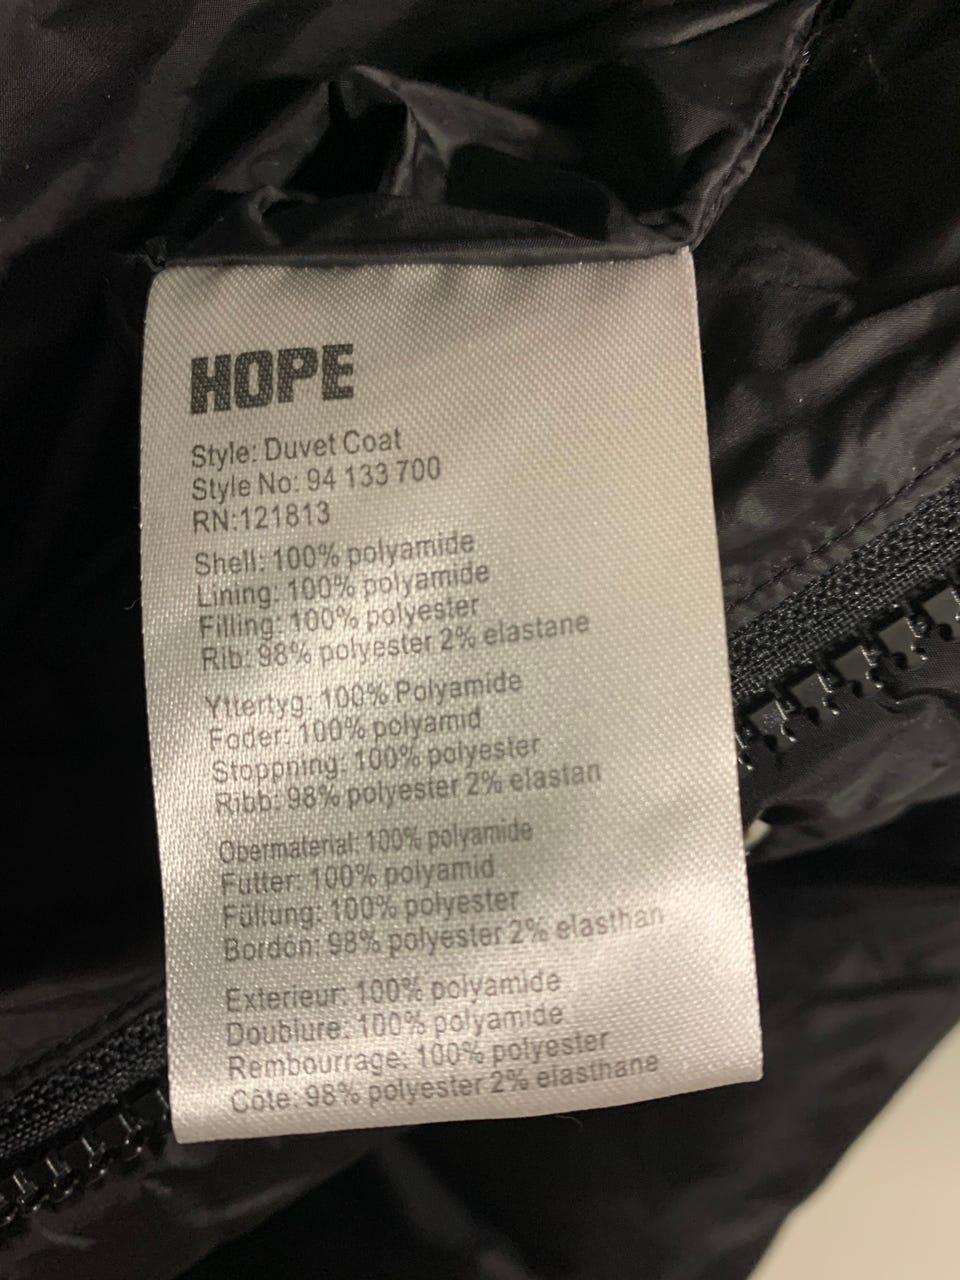 HOPE
Style: Duvet Coat
Style No: 94 133 700
RN:121813
Shell: 100% polyamide
Lining: 100% polyamide
Filling: 100% polyester
Rib: 98% polyester 2% elastane
Yttertyg: 100% Polyamide
Foder: 100% polyamid
Stoppning: 100% polyester
Ribb: 98% polyester 2% elastan
Obermaterial: 100% polyamide
Futter: 100% polyamid
Füllung: 100% polyester
Bordón: 98% polyester 2% elasthan
Exterieur: 100% polyamide
Doublure: 100% polyamide
Rembourrage: 100% polyester
Côte: 98% polyester 2% elasthane